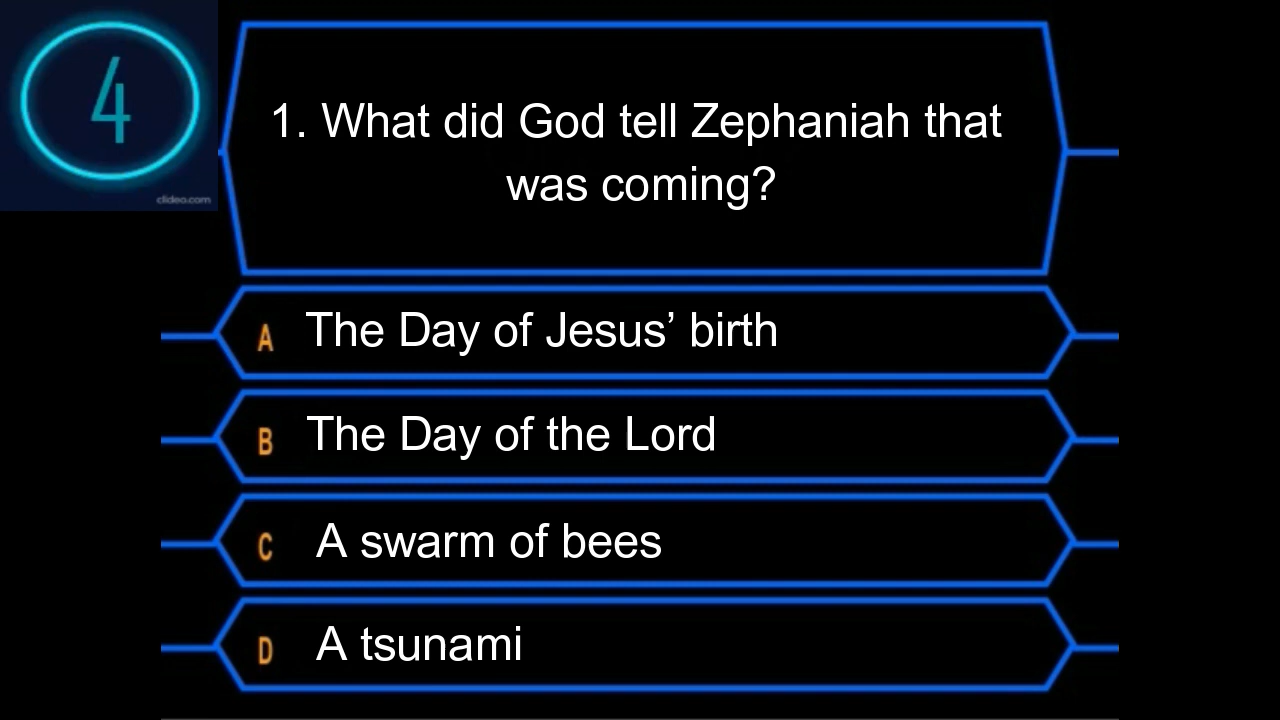 4
clideo.com
1. What did God tell Zephaniah that
was coming?
A The Day of Jesus’ birth
B The Day of the Lord
C A swarm of bees
D A tsunami